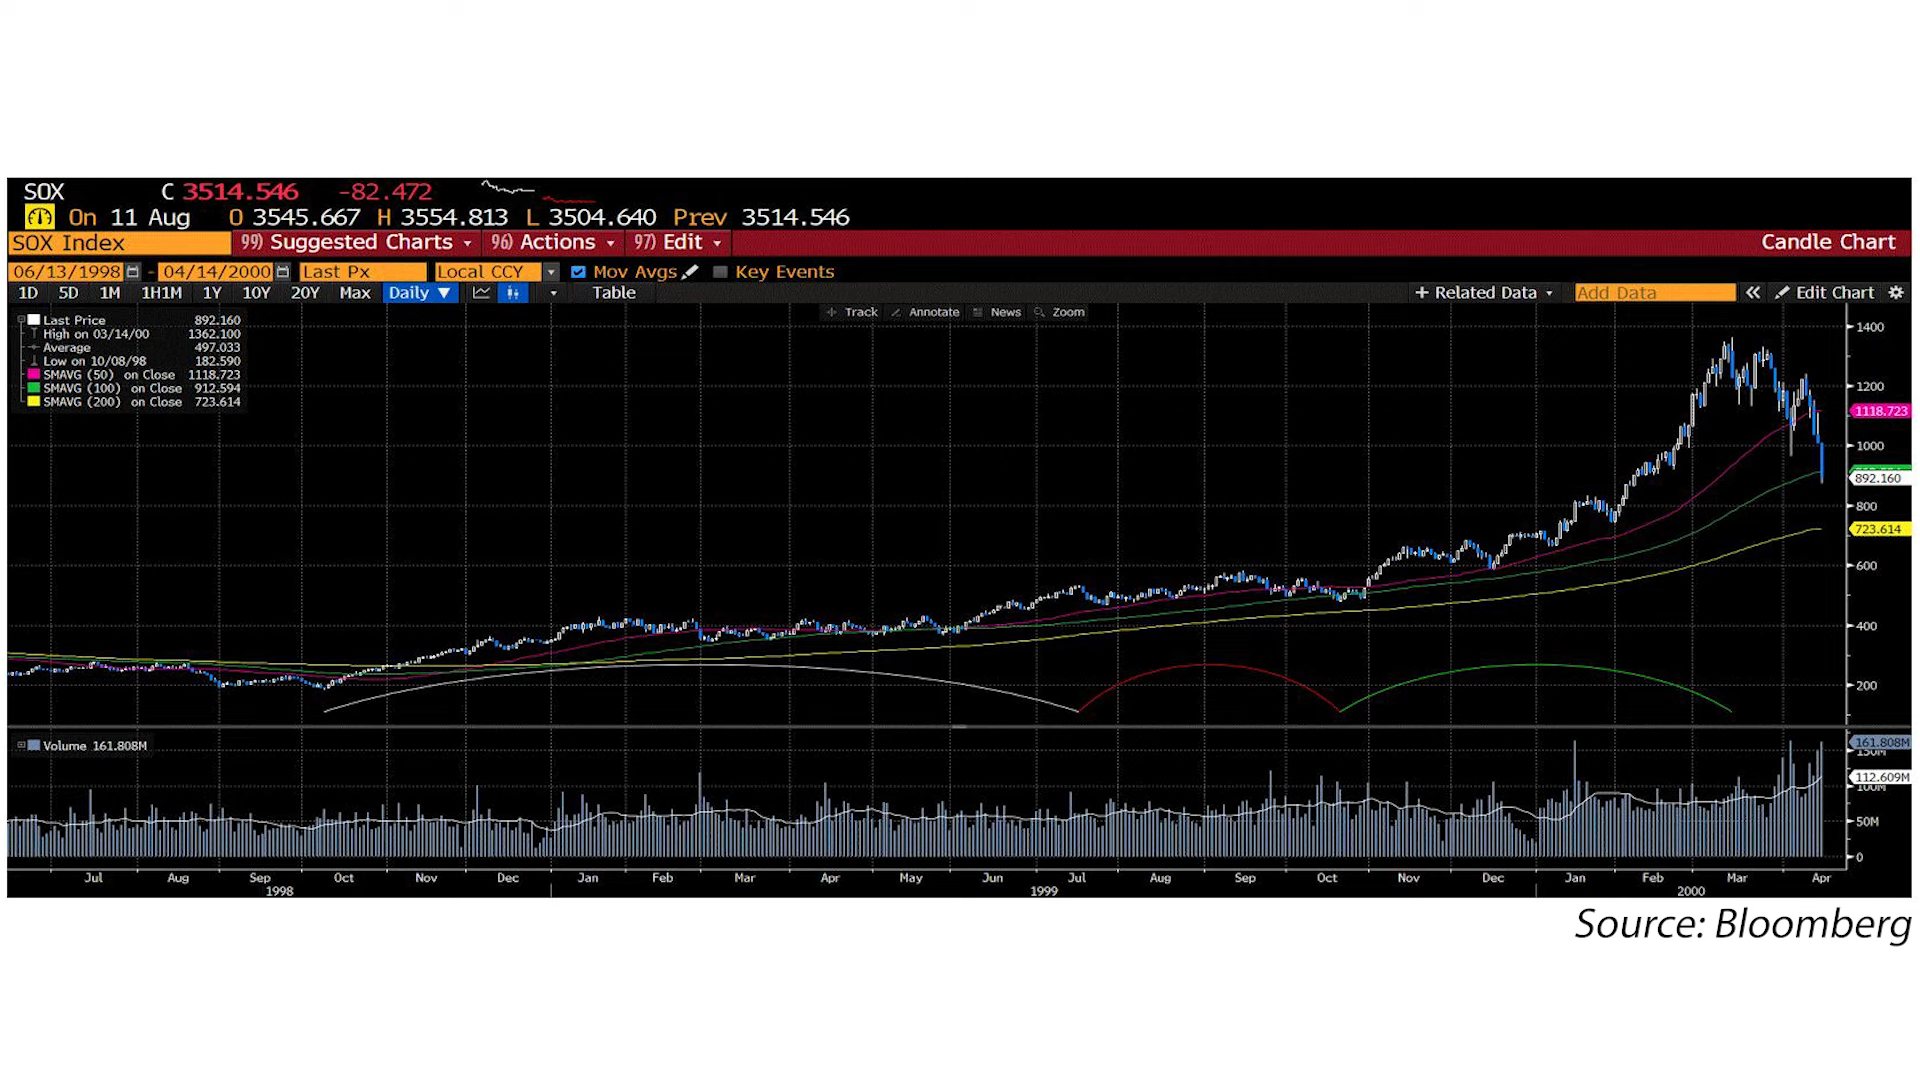 SOX C 3514.546 -82.472
On 11 Aug O 3545.667 H 3554.813 L 3504.640 Prev 3514.546
SOX Index 99) Suggested Charts 96) Actions 97) Edit Candle Chart
06/13/1998 - 04/14/2000 Last Px Local CCY Mov Avgs Key Events
1D 5D 1M 1H1M 1Y 10Y 20Y Max Daily ▼ Table + Related Data Add Data « Edit Chart
Track Annotate News Zoom
Last Price 892.160
High on 03/14/00 1362.100
Average 497.033
Low on 10/08/98 182.590
SMAVG (50) on Close 1118.723
SMAVG (100) on Close 912.594
SMAVG (200) on Close 723.614
1400
1200
1118.723
1000
892.160
800
723.614
600
400
200
Volume 161.808M
161.808M
150M
112.609M
100M
50M
0
Jul Aug Sep Oct Nov Dec Jan Feb Mar Apr May Jun Jul Aug Sep Oct Nov Dec Jan Feb Mar Apr
1998 1999 2000
Source: Bloomberg